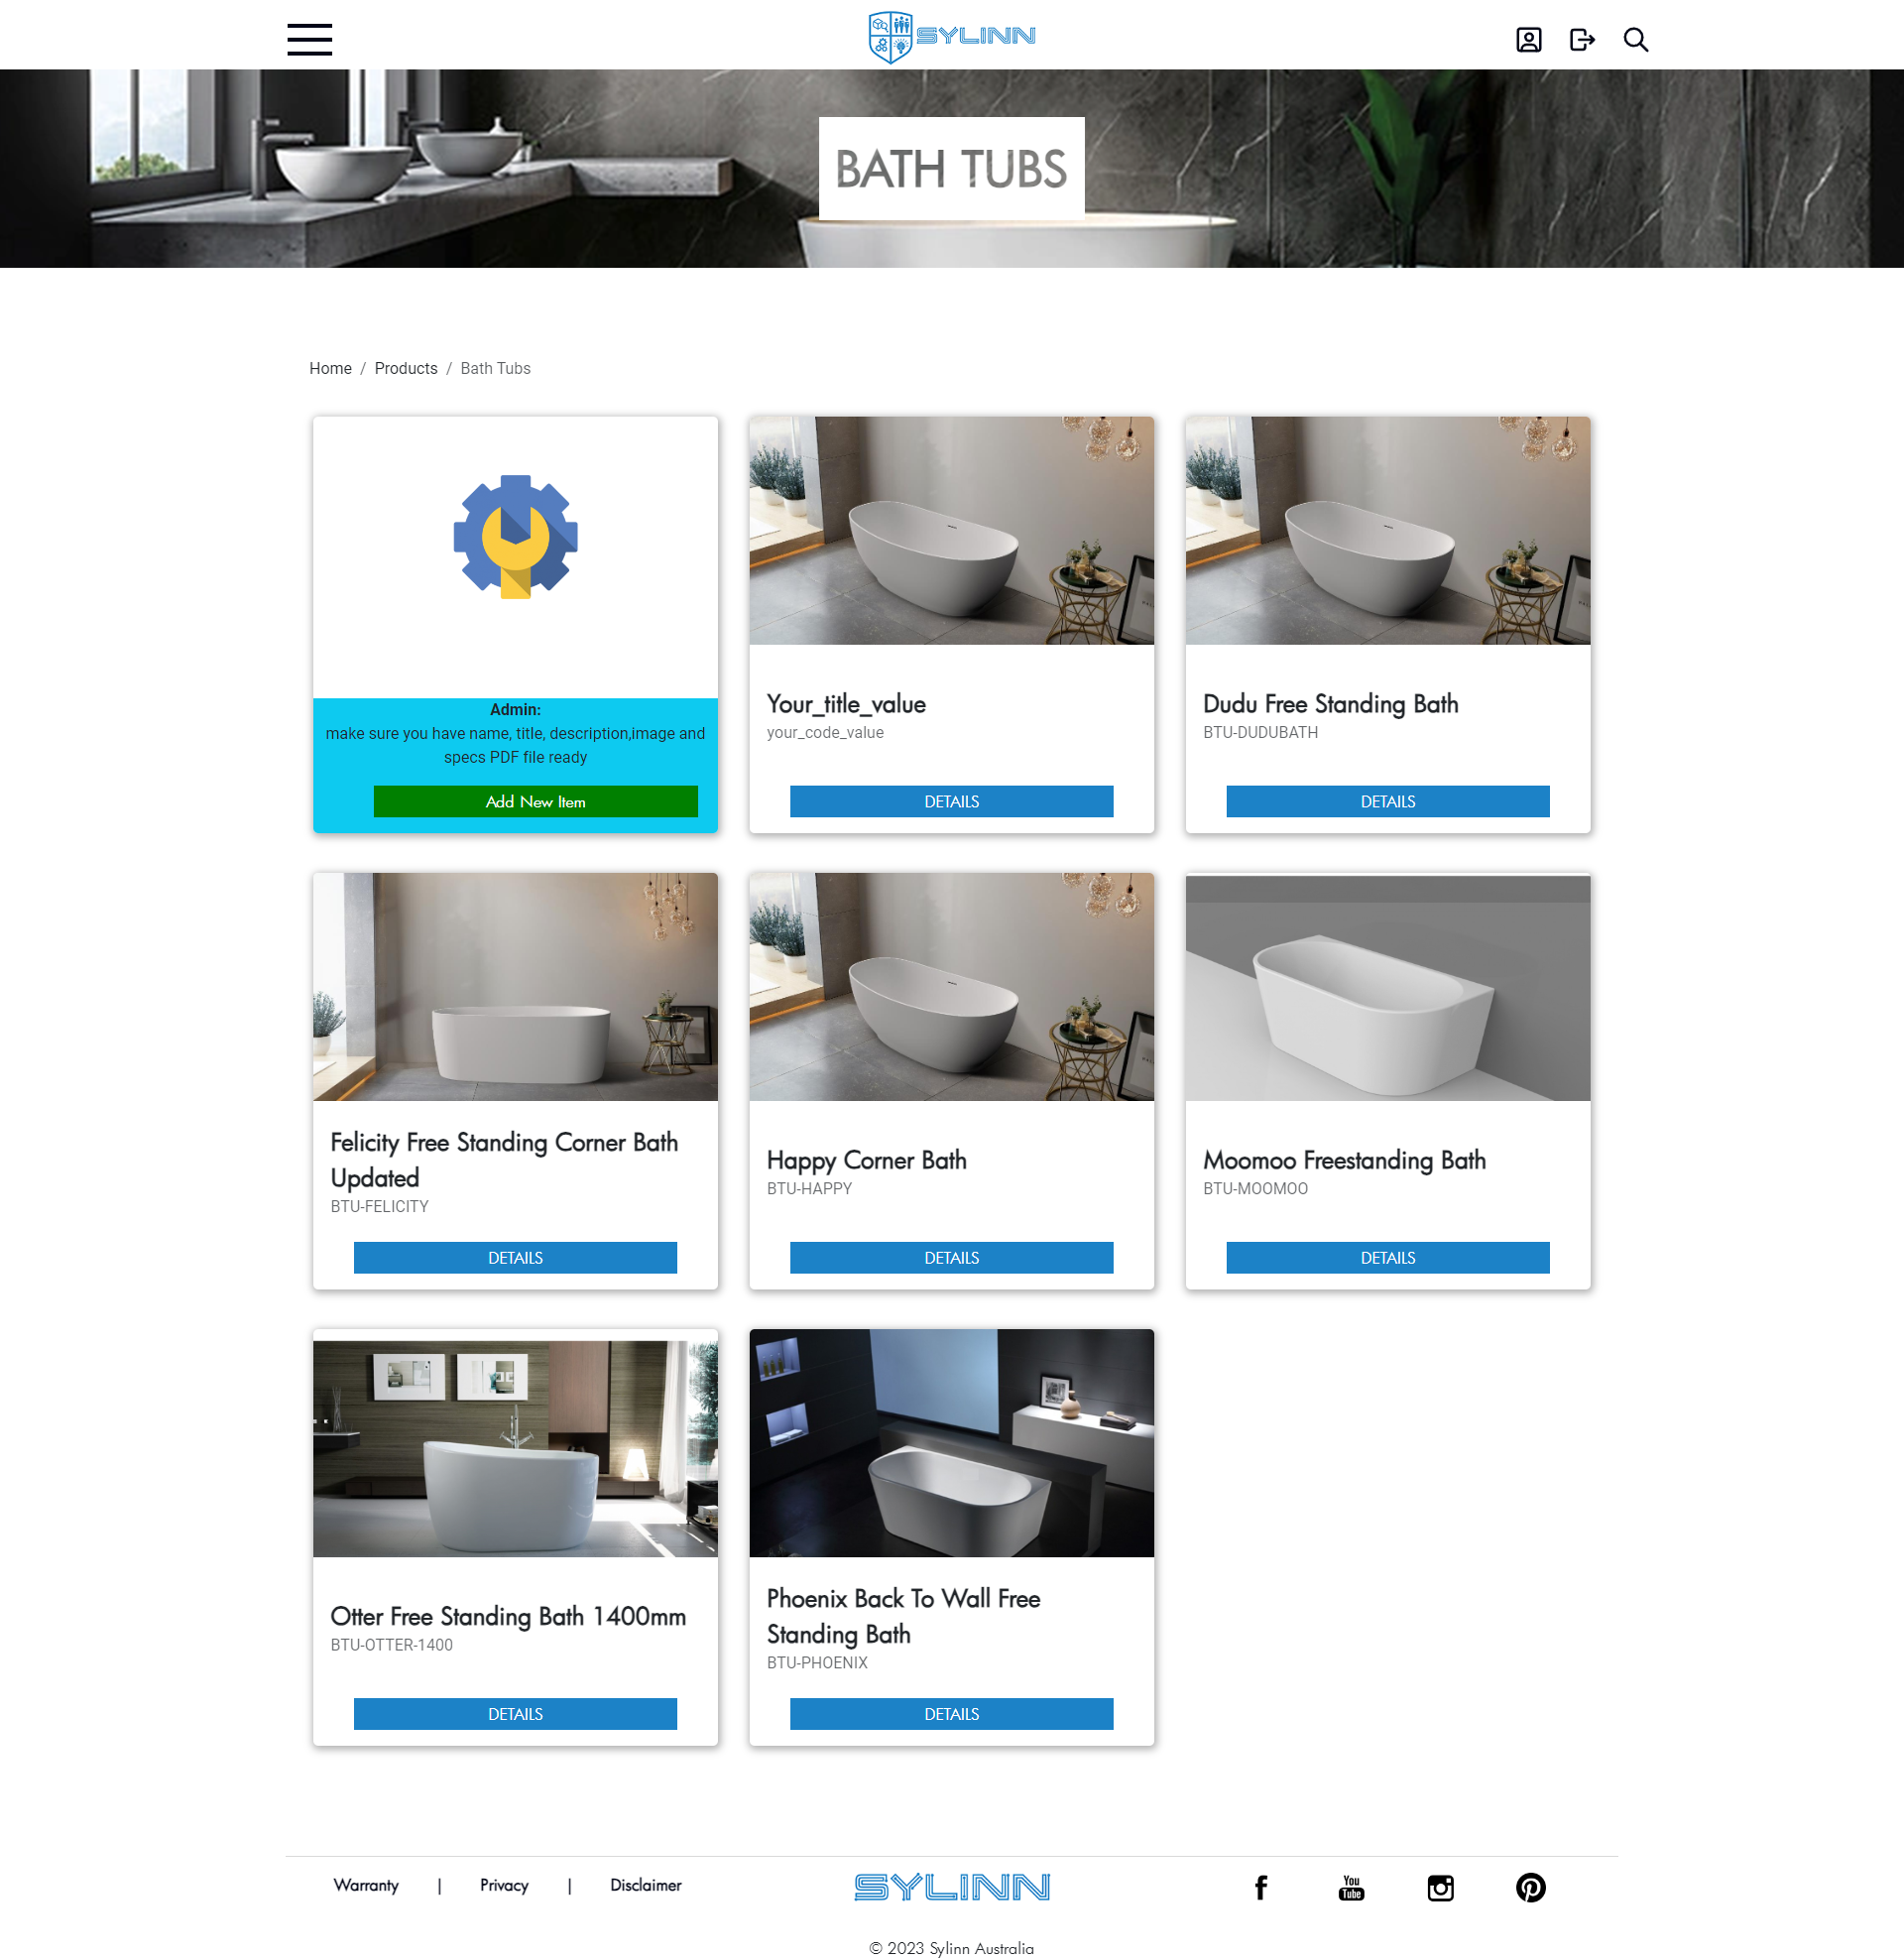 SYLINN
BATH TUBS
Home / Products / Bath Tubs
Admin:
make sure you have name, title, description,image and
specs PDF file ready
Add New Item
Your_title_value
your_code_value
DETAILS
Dudu Free Standing Bath
BTU-DUDUBATH
DETAILS
Felicity Free Standing Corner Bath
Updated
BTU-FELICITY
DETAILS
Happy Corner Bath
BTU-HAPPY
DETAILS
Moomoo Freestanding Bath
BTU-MOOMOO
DETAILS
Otter Free Standing Bath 1400mm
BTU-OTTER-1400
DETAILS
Phoenix Back To Wall Free
Standing Bath
BTU-PHOENIX
DETAILS
Warranty | Privacy | Disclaimer
SYLINN
You
Tube
© 2023 Sylinn Australia